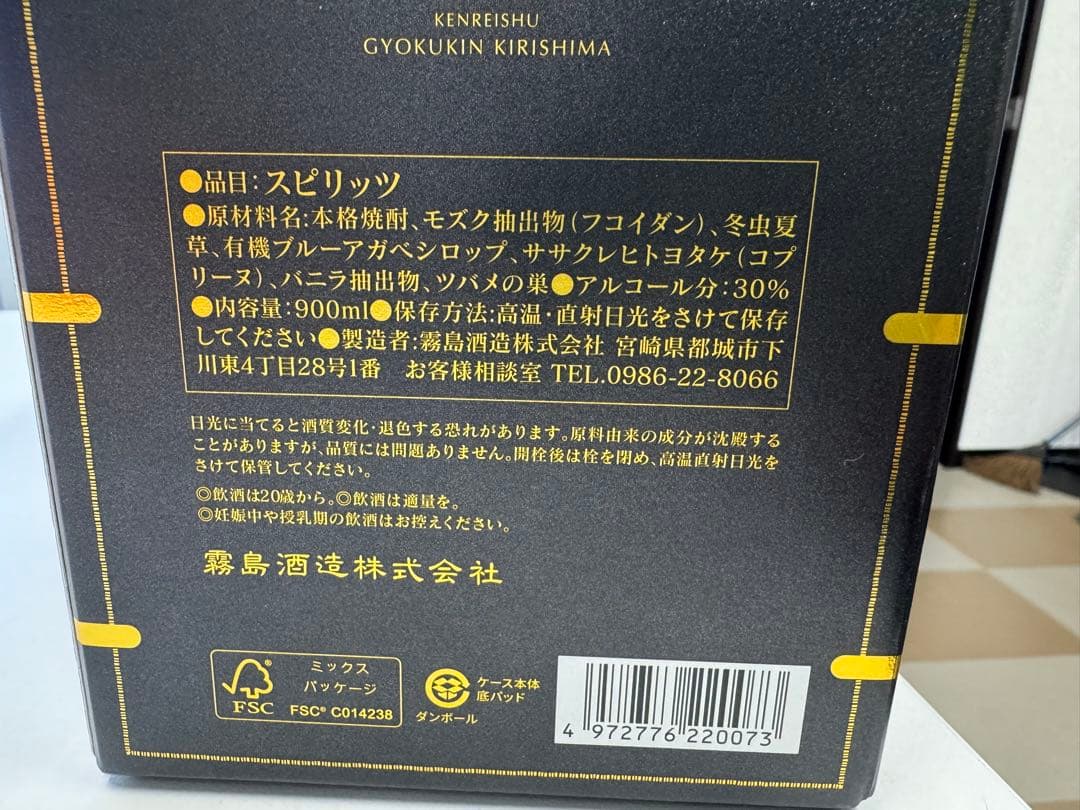 KENREISHU
GYOKUKIN KIRISHIMA
●品目：スピリッツ
●原材料名：本格焼酎、モズク抽出物（フコイダン）、冬虫夏
草、有機ブルーアガベシロップ、ササクレヒトヨタケ（コプ
リーヌ）、バニラ抽出物、ツバメの巣●アルコール分：30%
●内容量：900ml●保存方法：高温・直射日光をさけて保存
してください●製造者：霧島酒造株式会社 宮崎県都城市下
川東4丁目28号1番　お客様相談室 TEL.0986-22-8066
日光に当てると酒質変化・退色する恐れがあります。原料由来の成分が沈殿する
ことがありますが、品質には問題ありません。開栓後は栓を閉め、高温直射日光を
さけて保管してください。
◎飲酒は20歳から。◎飲酒は適量を。
◎妊娠中や授乳期の飲酒はお控えください。
霧島酒造株式会社
FSC
ミックス
パッケージ
FSC® C014238
ダンボール
ケース本体
底パッド
4 972776 220073